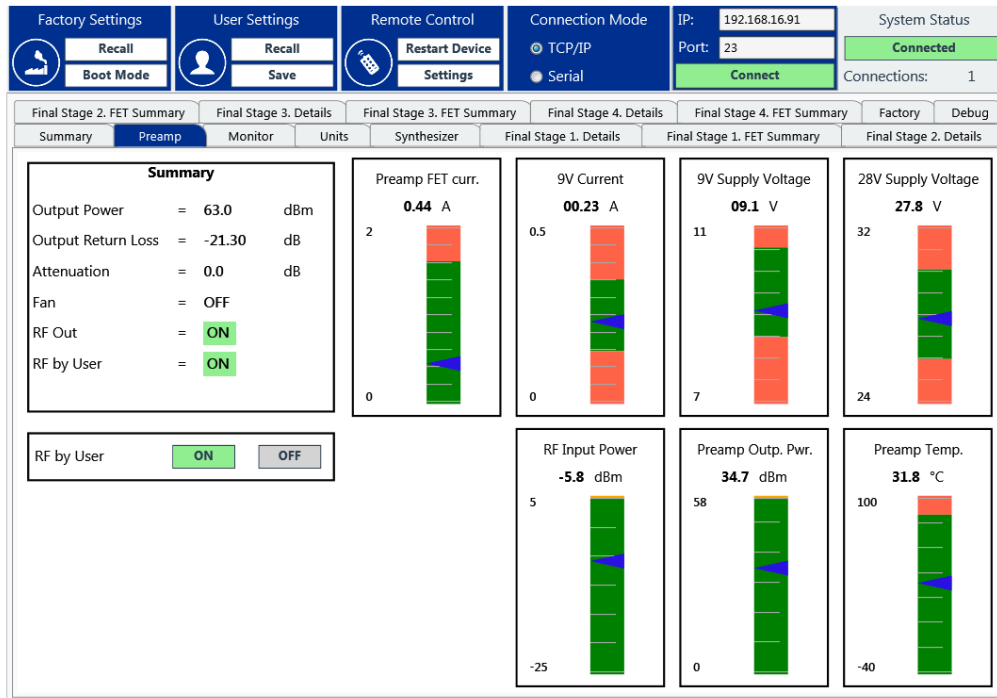 Factory Settings
Recall
Boot Mode
User Settings
Recall
Save
Remote Control
Restart Device
Settings
Connection Mode
TCP/IP
Serial
IP: 192.168.16.91
Port: 23
Connect
System Status
Connected
Connections: 1
Final Stage 2. FET Summary Final Stage 3. Details Final Stage 3. FET Summary Final Stage 4. Details Final Stage 4. FET Summary Factory Debug
Summary Preamp Monitor Units Synthesizer Final Stage 1. Details Final Stage 1. FET Summary Final Stage 2. Details
Summary
Output Power = 63.0 dBm
Output Return Loss = -21.30 dB
Attenuation = 0.0 dB
Fan = OFF
RF Out = ON
RF by User = ON
RF by User ON OFF
Preamp FET curr.
0.44 A
2
0
9V Current
00.23 A
0.5
0
9V Supply Voltage
09.1 V
11
7
28V Supply Voltage
27.8 V
32
24
RF Input Power
-5.8 dBm
5
-25
Preamp Outp. Pwr.
34.7 dBm
58
0
Preamp Temp.
31.8 °C
100
-40